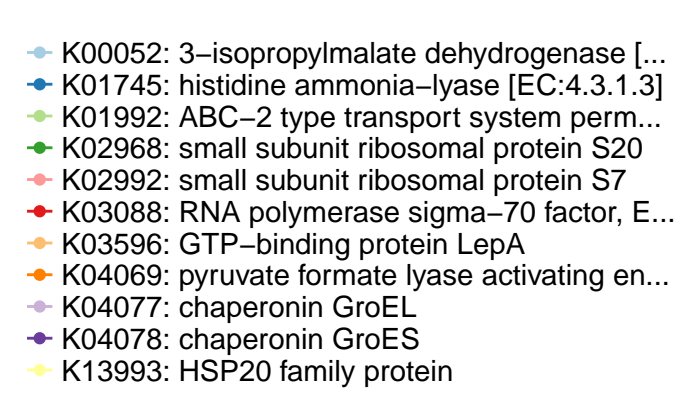 K00052: 3−isopropylmalate dehydrogenase [...
K01745: histidine ammonia−lyase [EC:4.3.1.3]
K01992: ABC−2 type transport system perm...
K02968: small subunit ribosomal protein S20
K02992: small subunit ribosomal protein S7
K03088: RNA polymerase sigma−70 factor, E...
K03596: GTP−binding protein LepA
K04069: pyruvate formate lyase activating en...
K04077: chaperonin GroEL
K04078: chaperonin GroES
K13993: HSP20 family protein